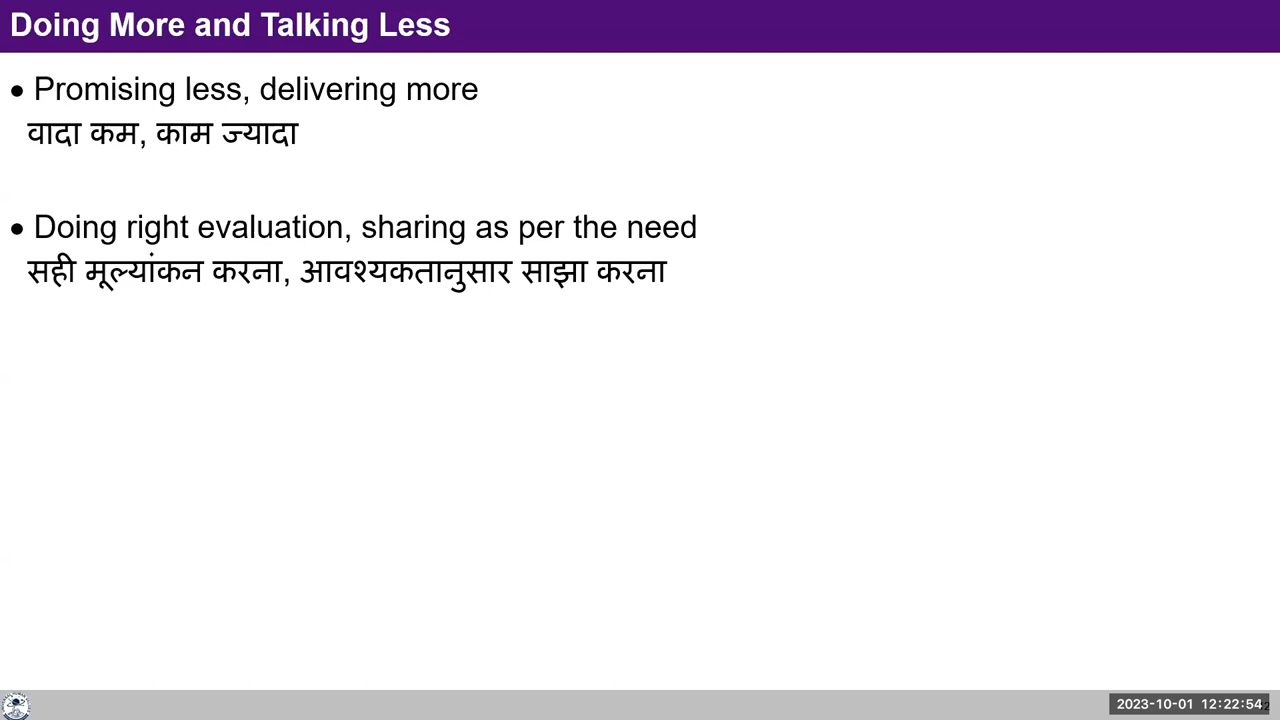 Doing More and Talking Less
• Promising less, delivering more
वादा कम, काम ज्यादा
• Doing right evaluation, sharing as per the need
सही मूल्यांकन करना, आवश्यकतानुसार साझा करना
2023-10-01 12:22:54